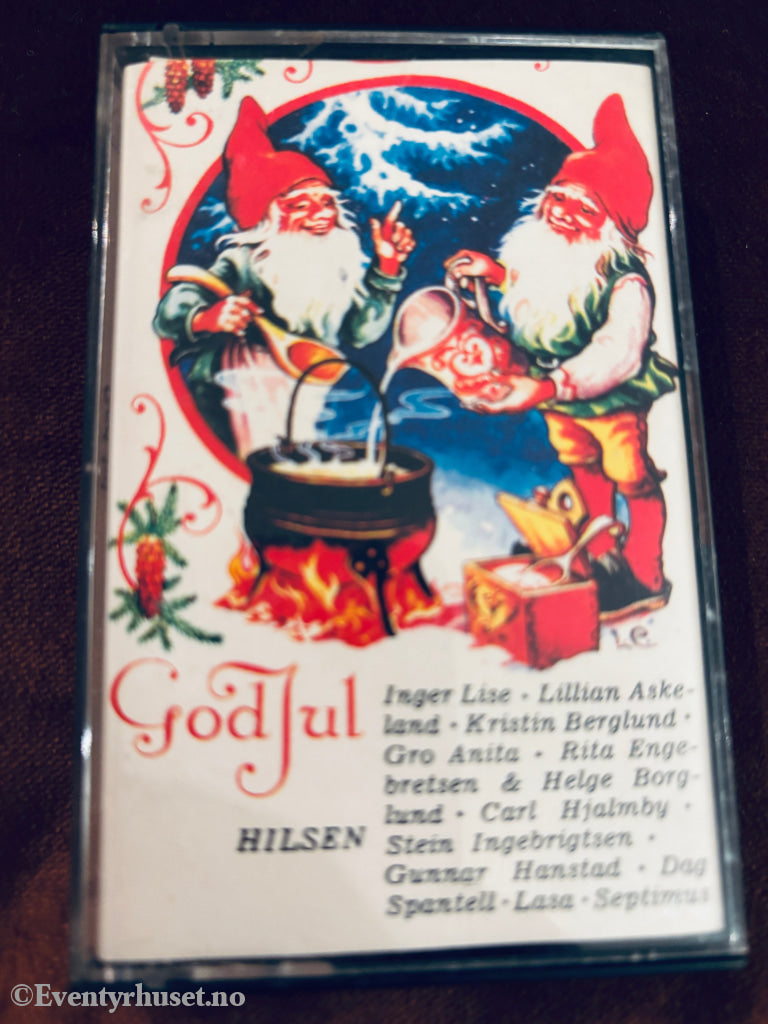 L.C.
God Jul
HILSEN
Inger Lise · Lillian Aske-
land · Kristin Berglund ·
Gro Anita · Rita Enge-
bretsen & Helge Borg-
lund · Carl Hjalmby ·
Stein Ingebrigtsen ·
Gunnar Hanstad · Dag
Spantell · Lasa · Septimus
©Eventyrhuset.no